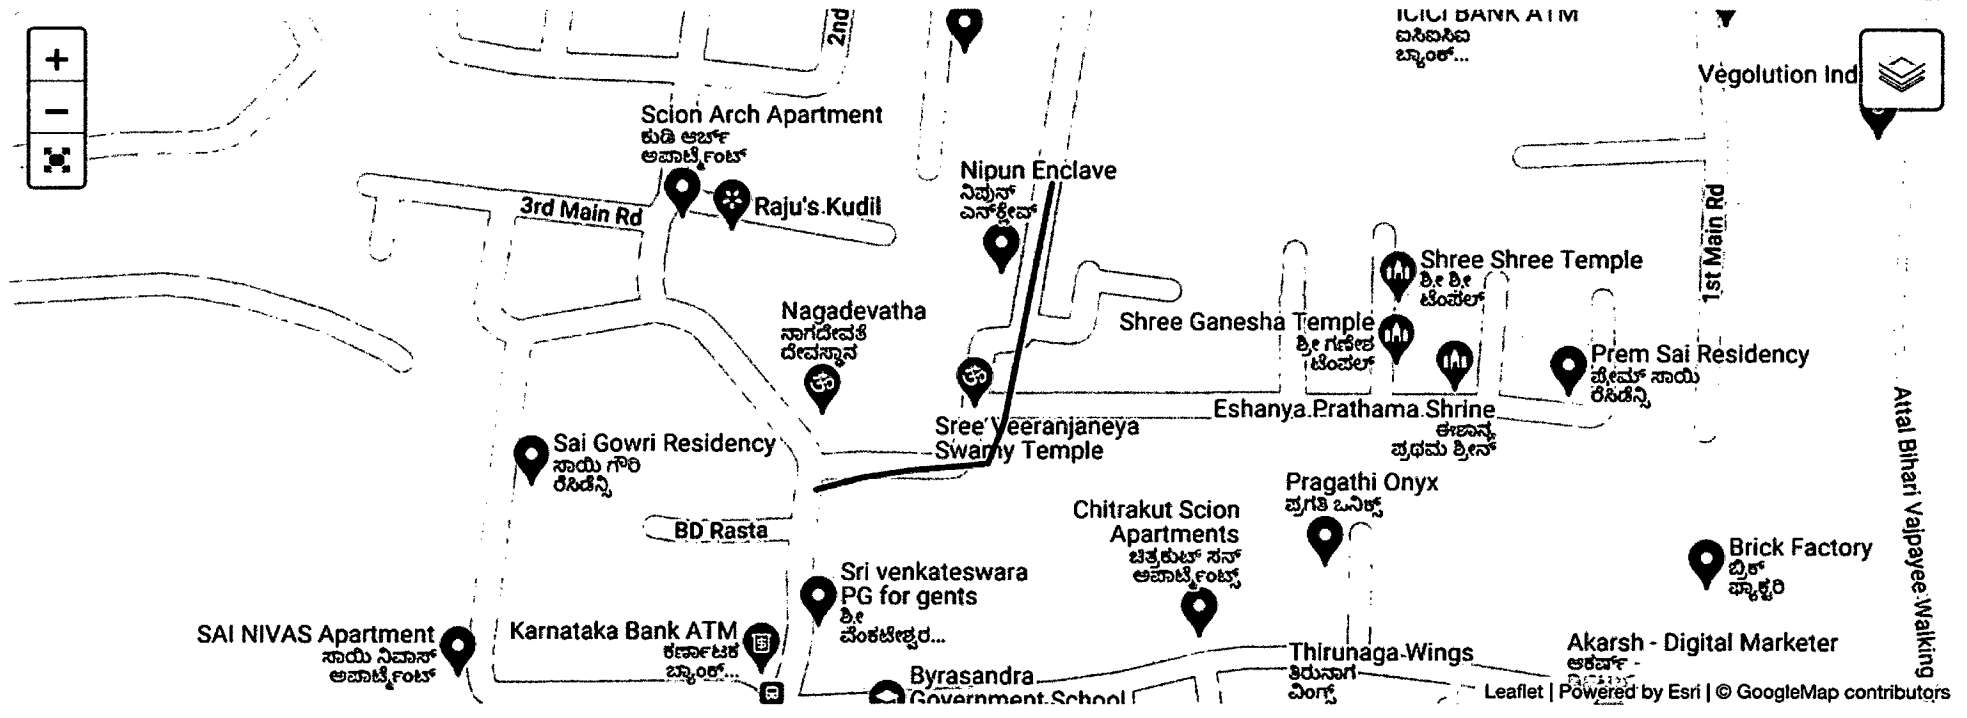 +
−
2nd
ICICI BANK ATM
ಐಸಿಐಸಿಐ
ಬ್ಯಾಂಕ್...
Vegolution Ind
Scion Arch Apartment
ಕುಡಿ ಆರ್ಚ್
ಅಪಾರ್ಟ್ಮೆಂಟ್
3rd Main Rd
Raju's Kudil
Nipun Enclave
ನಿಪುನ್
ಎನ್‌ಕ್ಲೇವ್
1st Main Rd
Shree Shree Temple
ಶ್ರೀ ಶ್ರೀ
ಟೆಂಪಲ್
Nagadevatha
ನಾಗದೇವತೆ
ದೇವಸ್ಥಾನ
Shree Ganesha Temple
ಶ್ರೀ ಗಣೇಶ
ಟೆಂಪಲ್
Prem Sai Residency
ಪ್ರೇಮ್ ಸಾಯಿ
ರೆಸಿಡೆನ್ಸಿ
Eshanya Prathama Shrine
ಈಶಾನ್ಯ
ಪ್ರಥಮ ಶ್ರೀನ್
Sree Veeranjaneya
Swamy Temple
Sai Gowri Residency
ಸಾಯಿ ಗೌರಿ
ರೆಸಿಡೆನ್ಸಿ
Attal Bihari Vajpayee Walking
Pragathi Onyx
ಪ್ರಗತಿ ಒನಿಕ್ಸ್
Chitrakut Scion
Apartments
ಚಿತ್ರಕುಟ್ ಸನ್
ಅಪಾರ್ಟ್ಮೆಂಟ್ಸ್
BD Rasta
Brick Factory
ಬ್ರಿಕ್
ಫ್ಯಾಕ್ಟರಿ
Sri venkateswara
PG for gents
ಶ್ರೀ
ವೆಂಕಟೇಶ್ವರ...
SAI NIVAS Apartment
ಸಾಯಿ ನಿವಾಸ್
ಅಪಾರ್ಟ್ಮೆಂಟ್
Karnataka Bank ATM
ಕರ್ಣಾಟಕ
ಬ್ಯಾಂಕ್...
Thirunaga Wings
ತಿರುನಾಗ
ವಿಂಗ್ಸ್
Akarsh - Digital Marketer
ಆಕರ್ಷ್ -
Byrasandra
Government School
Leaflet | Powered by Esri | © GoogleMap contributors